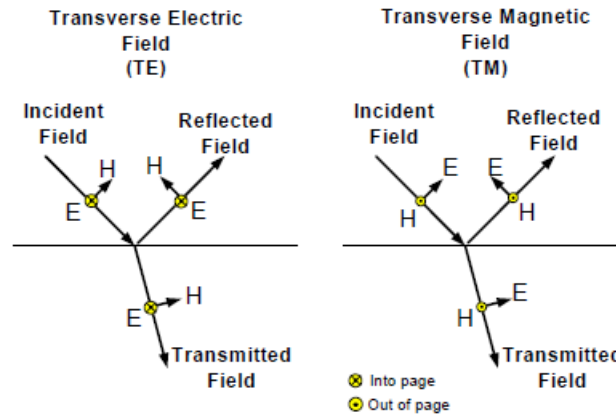 Transverse Electric
Field
(TE)
Incident
Field
Reflected
Field
H
H
E
E
H
E
Transmitted
Field
Transverse Magnetic
Field
(TM)
Incident
Field
Reflected
Field
E
E
H
H
E
H
Transmitted
Field
Into page
Out of page